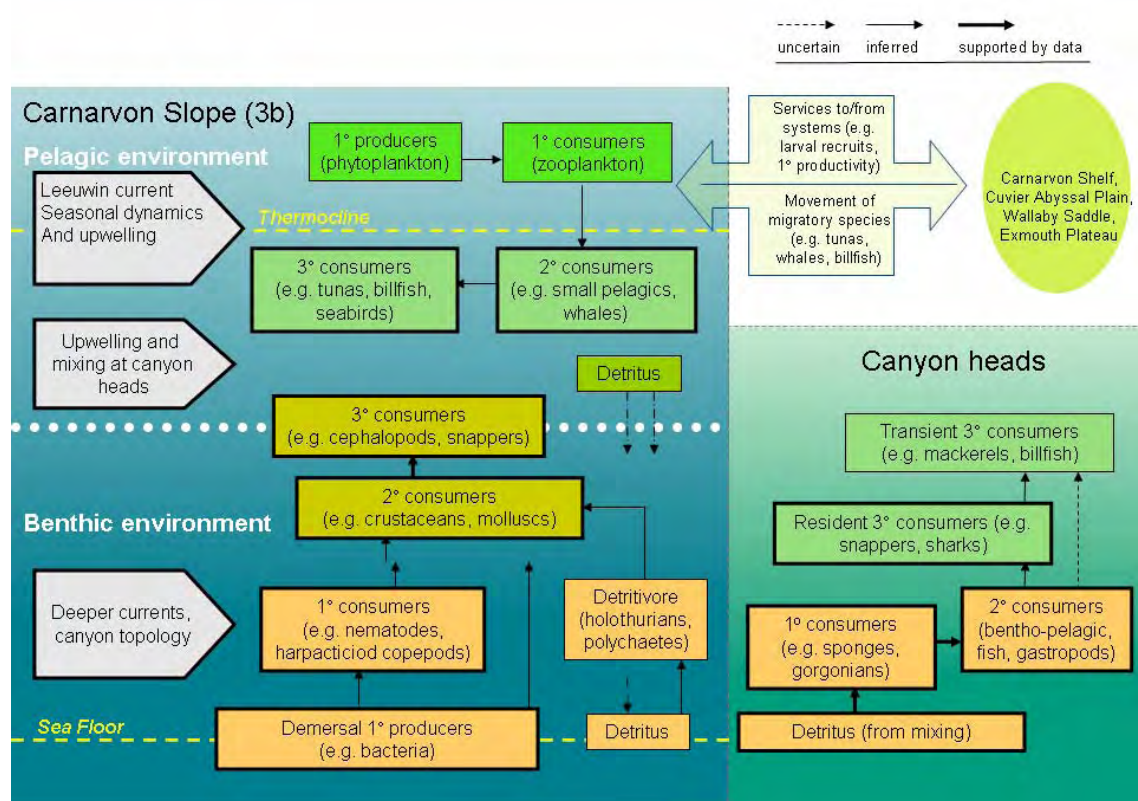 uncertain
inferred
supported by data
Carnarvon Slope (3b)
Pelagic environment
1° producers
(phytoplankton)
1° consumers
(zooplankton)
Leeuwin current
Seasonal dynamics
And upwelling
Thermocline
3° consumers
(e.g. tunas, billfish,
seabirds)
2° consumers
(e.g. small pelagics,
whales)
Upwelling and
mixing at canyon
heads
Detritus
3° consumers
(e.g. cephalopods, snappers)
2° consumers
(e.g. crustaceans, molluscs)
Benthic environment
Deeper currents,
canyon topology
1° consumers
(e.g. nematodes,
harpacticiod copepods)
Detritivore
(holothurians,
polychaetes)
Sea Floor
Demersal 1° producers
(e.g. bacteria)
Detritus
Services to/from
systems (e.g.
larval recruits,
1° productivity)
Movement of
migratory species
(e.g. tunas,
whales, billfish)
Carnarvon Shelf,
Cuvier Abyssal Plain,
Wallaby Saddle,
Exmouth Plateau
Canyon heads
Transient 3° consumers
(e.g. mackerels, billfish)
Resident 3° consumers (e.g.
snappers, sharks)
1º consumers
(e.g. sponges,
gorgonians)
2° consumers
(bentho-pelagic,
fish, gastropods)
Detritus (from mixing)